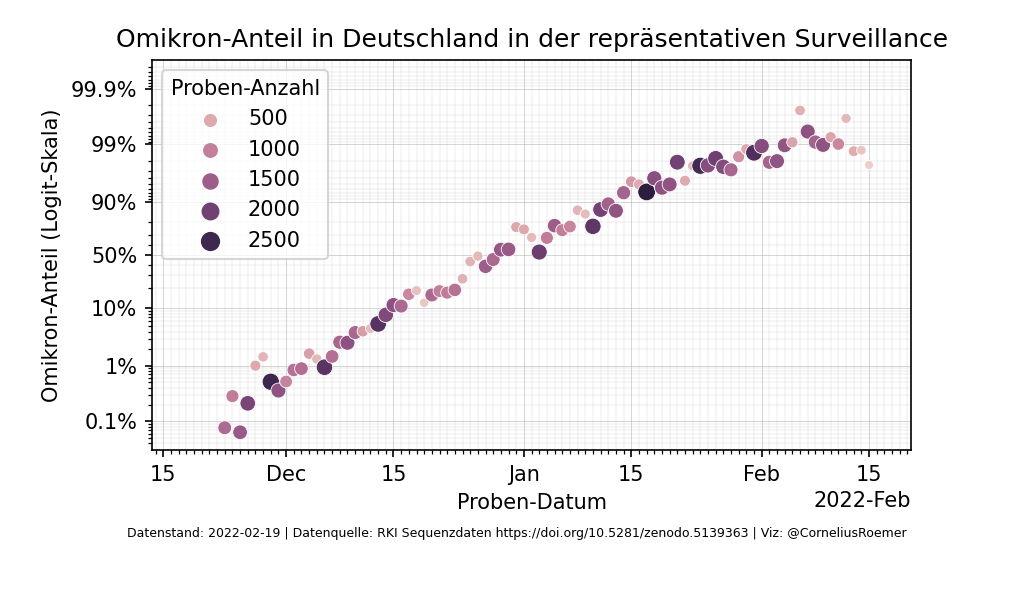 Omikron-Anteil in Deutschland in der repräsentativen Surveillance
Omikron-Anteil (Logit-Skala)
99.9%
99%
90%
50%
10%
1%
0.1%
Proben-Anzahl
500
1000
1500
2000
2500
15
Dec
15
Jan
15
Feb
15
Proben-Datum
2022-Feb
Datenstand: 2022-02-19 | Datenquelle: RKI Sequenzdaten https://doi.org/10.5281/zenodo.5139363 | Viz: @CorneliusRoemer